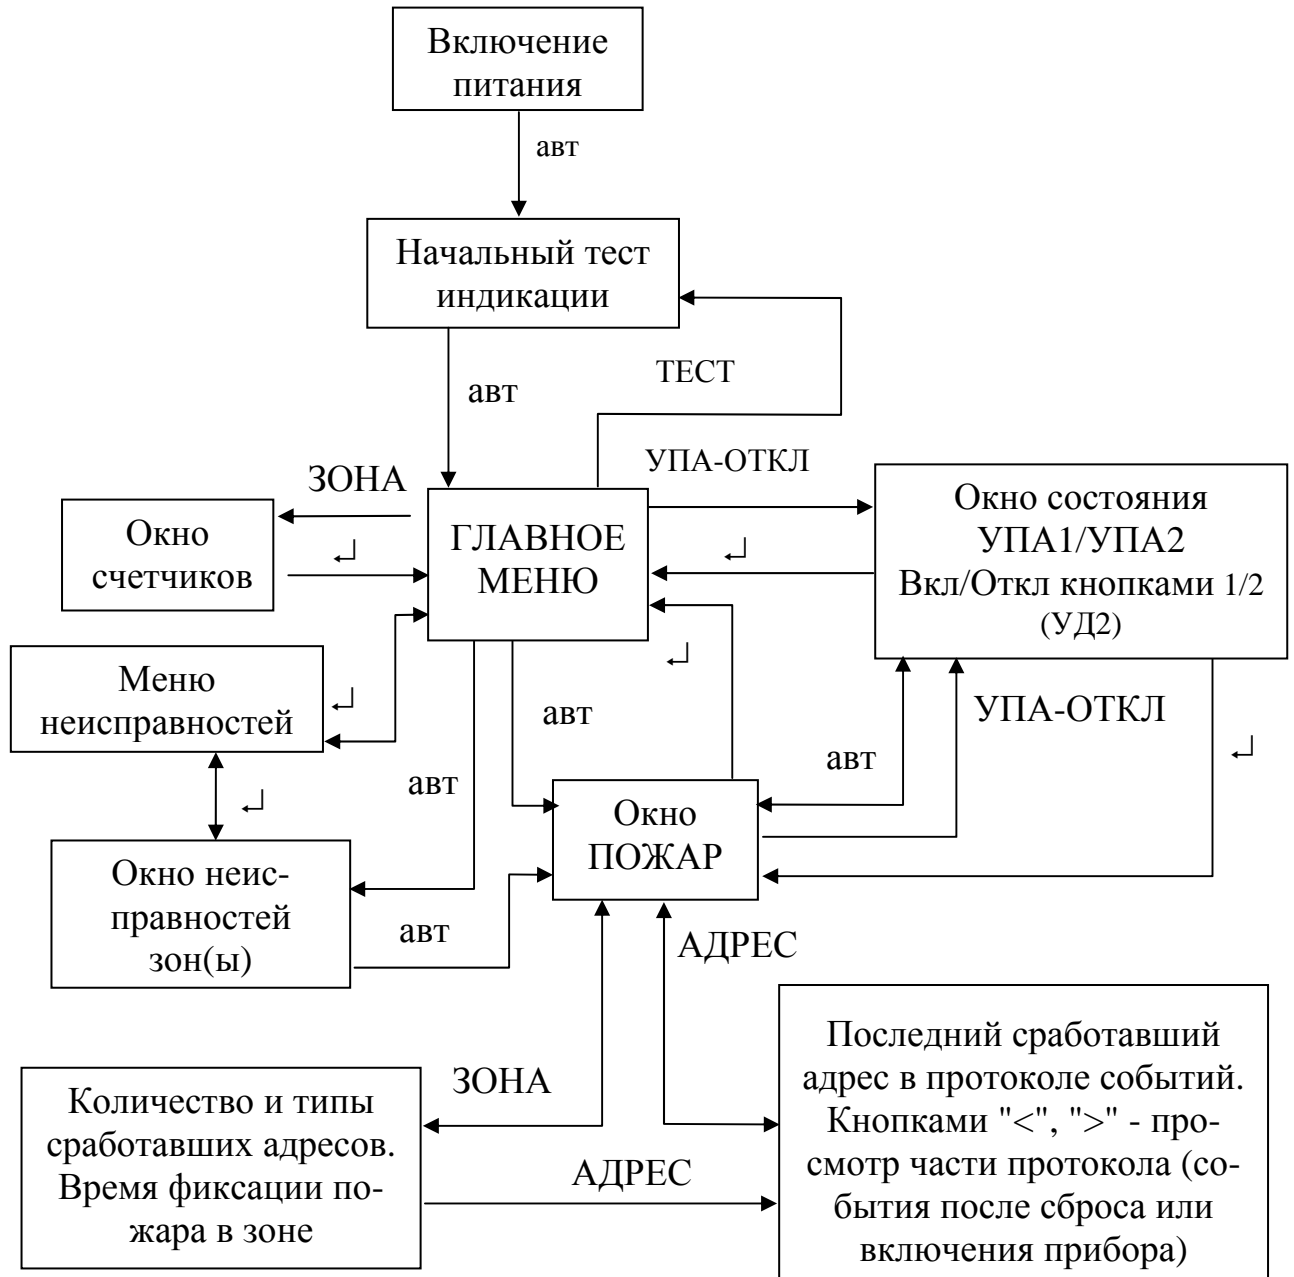 Включение
питания
авт
Начальный тест
индикации
ТЕСТ
авт
УПА-ОТКЛ
ЗОНА
Окно
счетчиков
↵
ГЛАВНОЕ
МЕНЮ
↵
Окно состояния
УПА1/УПА2
Вкл/Откл кнопками 1/2
(УД2)
Меню
неисправностей
↵
↵
авт
УПА-ОТКЛ
авт
↵
авт
↵
Окно
ПОЖАР
Окно неис-
правностей
зон(ы)
авт
АДРЕС
ЗОНА
Количество и типы
сработавших адресов.
Время фиксации по-
жара в зоне
АДРЕС
Последний сработавший
адрес в протоколе событий.
Кнопками "<", ">" - про-
смотр части протокола (со-
бытия после сброса или
включения прибора)